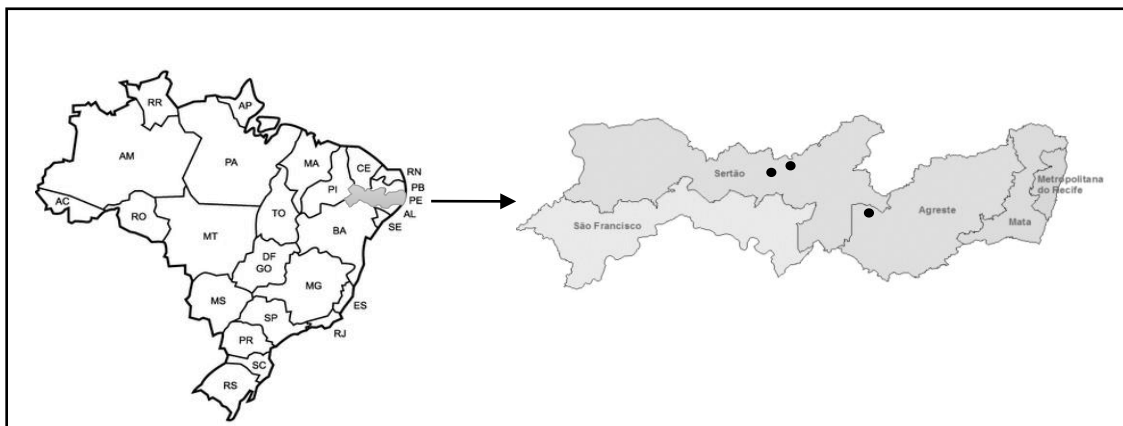 RR
AP
AM
PA
MA
CE
RN
PB
PI
PE
AL
AC
RO
TO
SE
BA
MT
DF
GO
MG
MS
ES
SP
RJ
PR
SC
RS
Sertão
São Francisco
Agreste
Metropolitana
do Recife
Mata